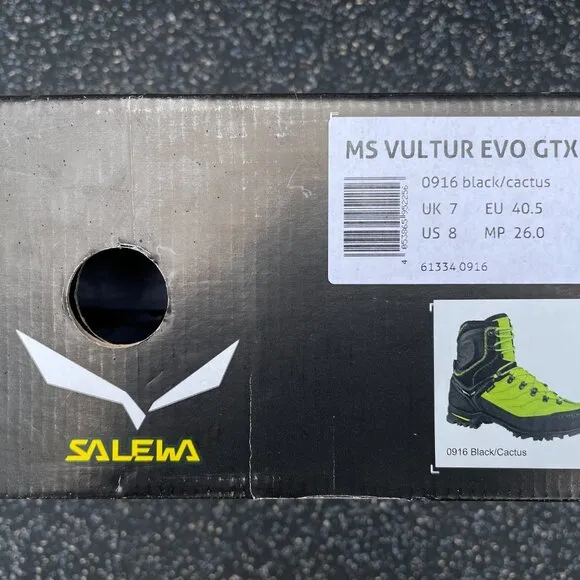 MS VULTUR EVO GTX
0916 black/cactus
UK 7 EU 40.5
US 8 MP 26.0
61334,0916
SALEWA
0916 Black/Cactus